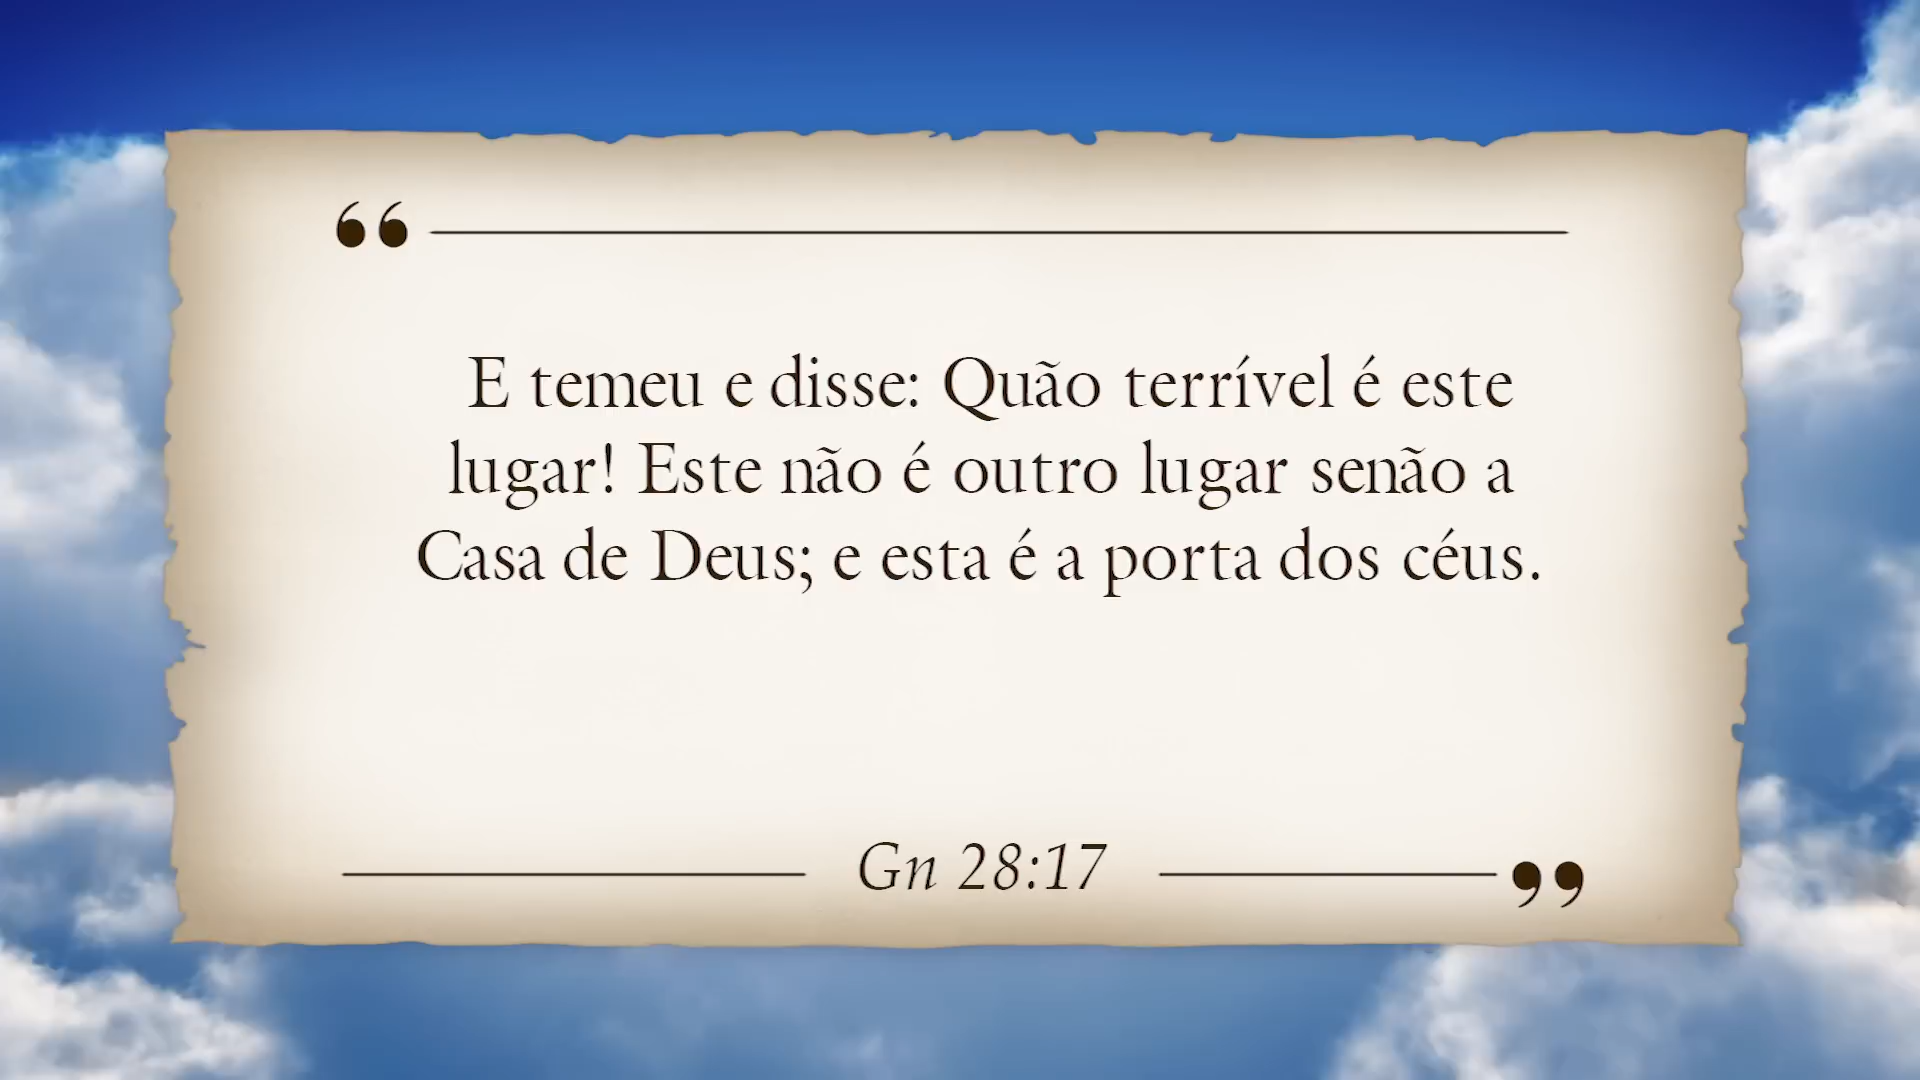 E temeu e disse: Quão terrível é este
lugar! Este não é outro lugar senão a
Casa de Deus; e esta é a porta dos céus.
Gn 28:17